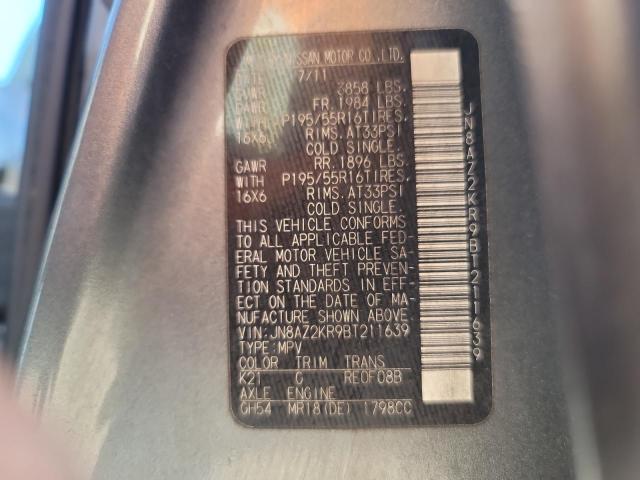 NISSAN MOTOR CO.,LTD.
7/11
3858 LBS.
FR. 1984 LBS.
P195/55R16TIRES.
16X6 RIMS. AT33PSI
COLD SINGLE.
GAWR RR. 1896 LBS.
WITH P195/55R16TIRES.
16X6 RIMS. AT33PSI
COLD SINGLE.
THIS VEHICLE CONFORMS
TO ALL APPLICABLE FED-
ERAL MOTOR VEHICLE SA-
FETY AND THEFT PREVEN-
TION STANDARDS IN EFF-
ECT ON THE DATE OF MA-
NUFACTURE SHOWN ABOVE.
VIN:JN8AZ2KR9BT211639
TYPE:MPV
COLOR TRIM TRANS
K21 G RE0F08B
AXLE ENGINE
GH54 MR18(DE) 1798CC
JN8AZ2KR9BT211639